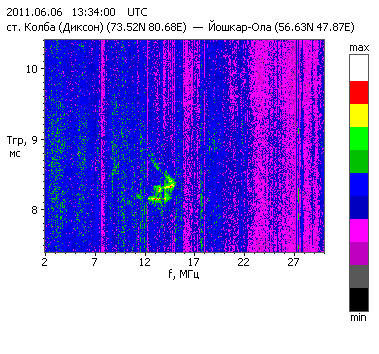 2011.06.06 13:34:00 UTC
ст. Колба (Диксон) (73.52N 80.68E) — Йошкар-Ола (56.63N 47.87E)
max
10
9
Тгр,
мс
8
2 7 12 17 22 27
f, МГц
min